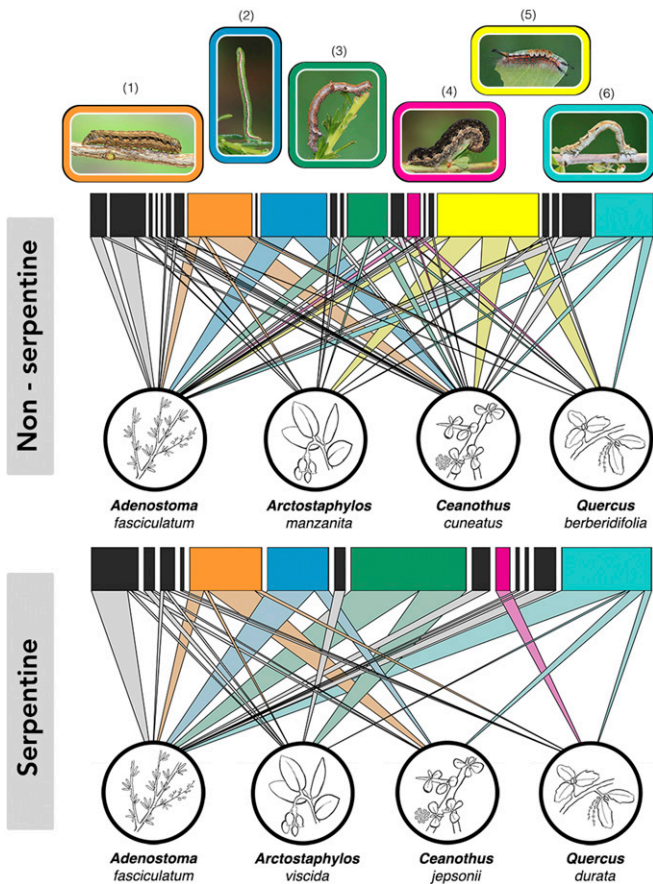 (1)
(2)
(3)
(4)
(5)
(6)
Non - serpentine
Adenostoma
fasciculatum
Arctostaphylos
manzanita
Ceanothus
cuneatus
Quercus
berberidifolia
Serpentine
Adenostoma
fasciculatum
Arctostaphylos
viscida
Ceanothus
jepsonii
Quercus
durata